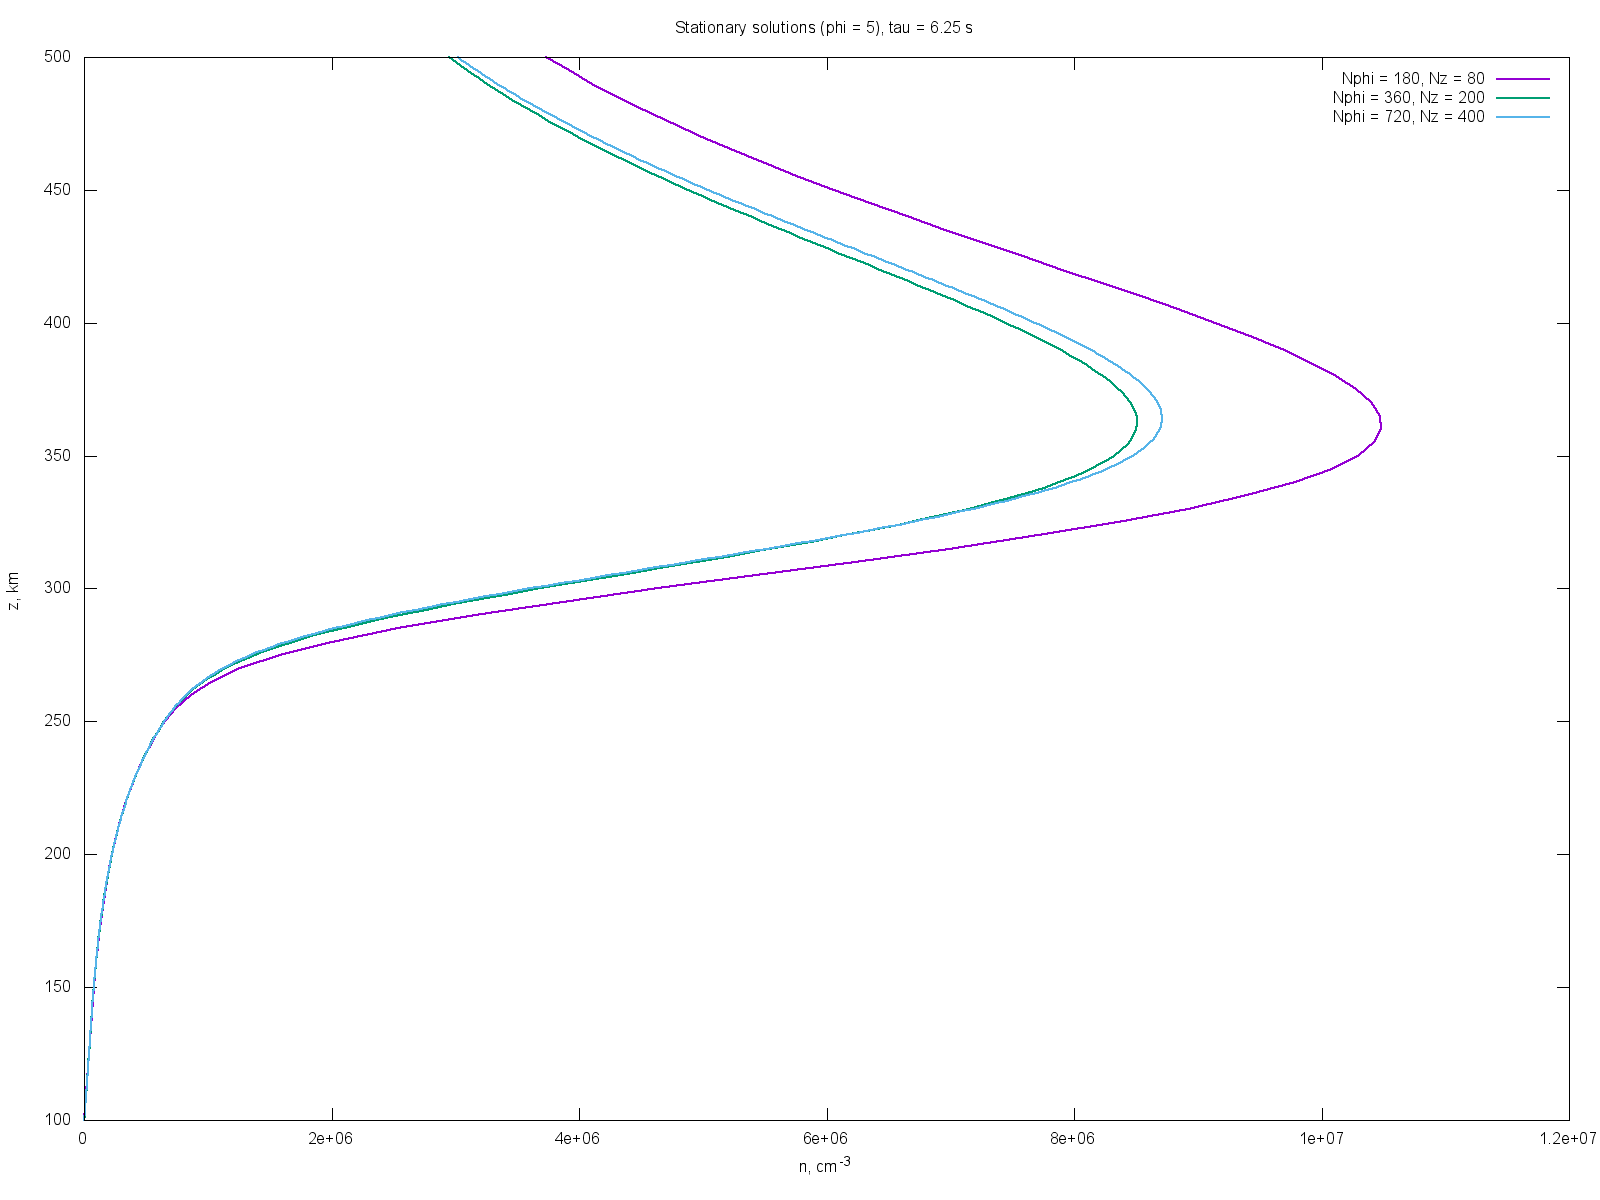 Stationary solutions (phi = 5), tau = 6.25 s
Nphi = 180, Nz = 80
Nphi = 360, Nz = 200
Nphi = 720, Nz = 400
500
450
400
350
300
250
200
150
100
z, km
0
2e+06
4e+06
6e+06
8e+06
1e+07
1.2e+07
n, cm-3